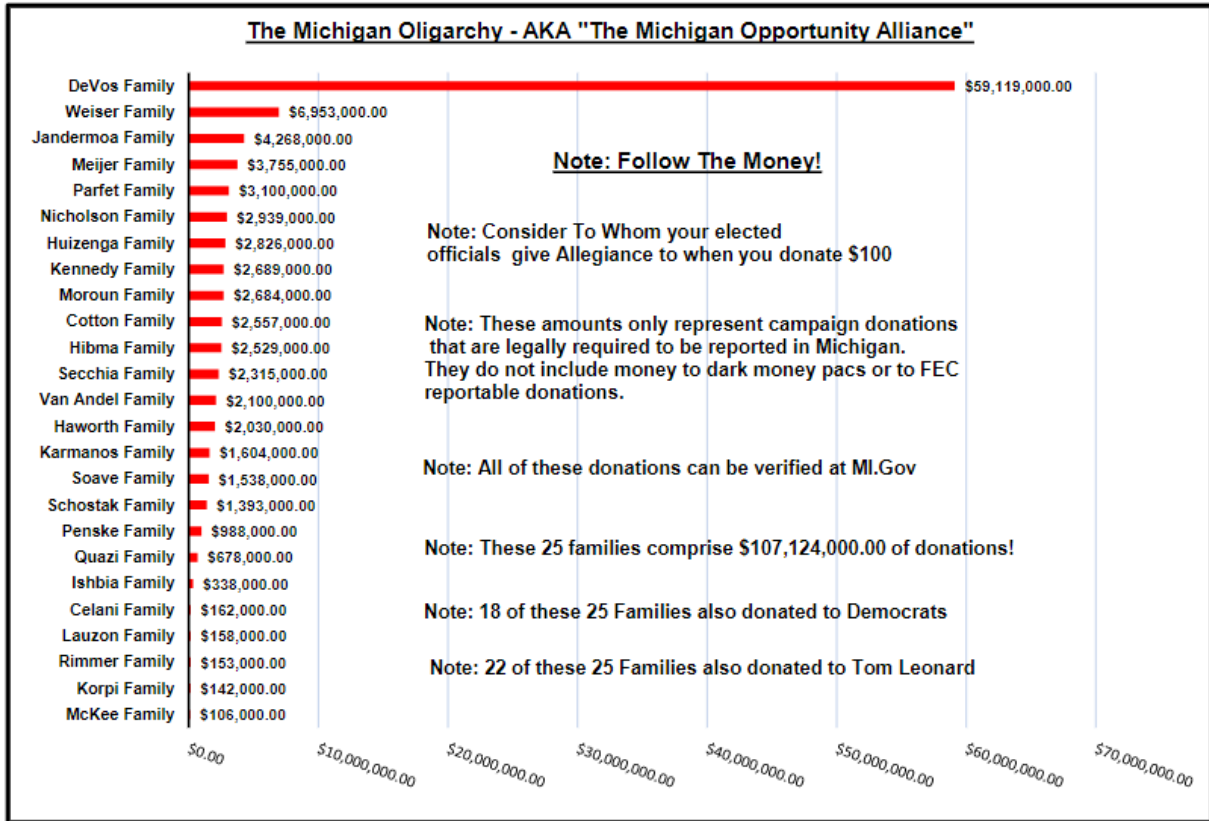 The Michigan Oligarchy - AKA "The Michigan Opportunity Alliance"
DeVos Family $59,119,000.00
Weiser Family $6,953,000.00
Jandermoa Family $4,268,000.00
Meijer Family $3,755,000.00
Parfet Family $3,100,000.00
Nicholson Family $2,939,000.00
Huizenga Family $2,826,000.00
Kennedy Family $2,689,000.00
Moroun Family $2,684,000.00
Cotton Family $2,557,000.00
Hibma Family $2,529,000.00
Secchia Family $2,315,000.00
Van Andel Family $2,100,000.00
Haworth Family $2,030,000.00
Karmanos Family $1,604,000.00
Soave Family $1,538,000.00
Schostak Family $1,393,000.00
Penske Family $988,000.00
Quazi Family $678,000.00
Ishbia Family $338,000.00
Celani Family $162,000.00
Lauzon Family $158,000.00
Rimmer Family $153,000.00
Korpi Family $142,000.00
McKee Family $106,000.00
Note: Follow The Money!
Note: Consider To Whom your elected
officials give Allegiance to when you donate $100
Note: These amounts only represent campaign donations
that are legally required to be reported in Michigan.
They do not include money to dark money pacs or to FEC
reportable donations.
Note: All of these donations can be verified at MI.Gov
Note: These 25 families comprise $107,124,000.00 of donations!
Note: 18 of these 25 Families also donated to Democrats
Note: 22 of these 25 Families also donated to Tom Leonard
$0.00 $10,000,000.00 $20,000,000.00 $30,000,000.00 $40,000,000.00 $50,000,000.00 $60,000,000.00 $70,000,000.00